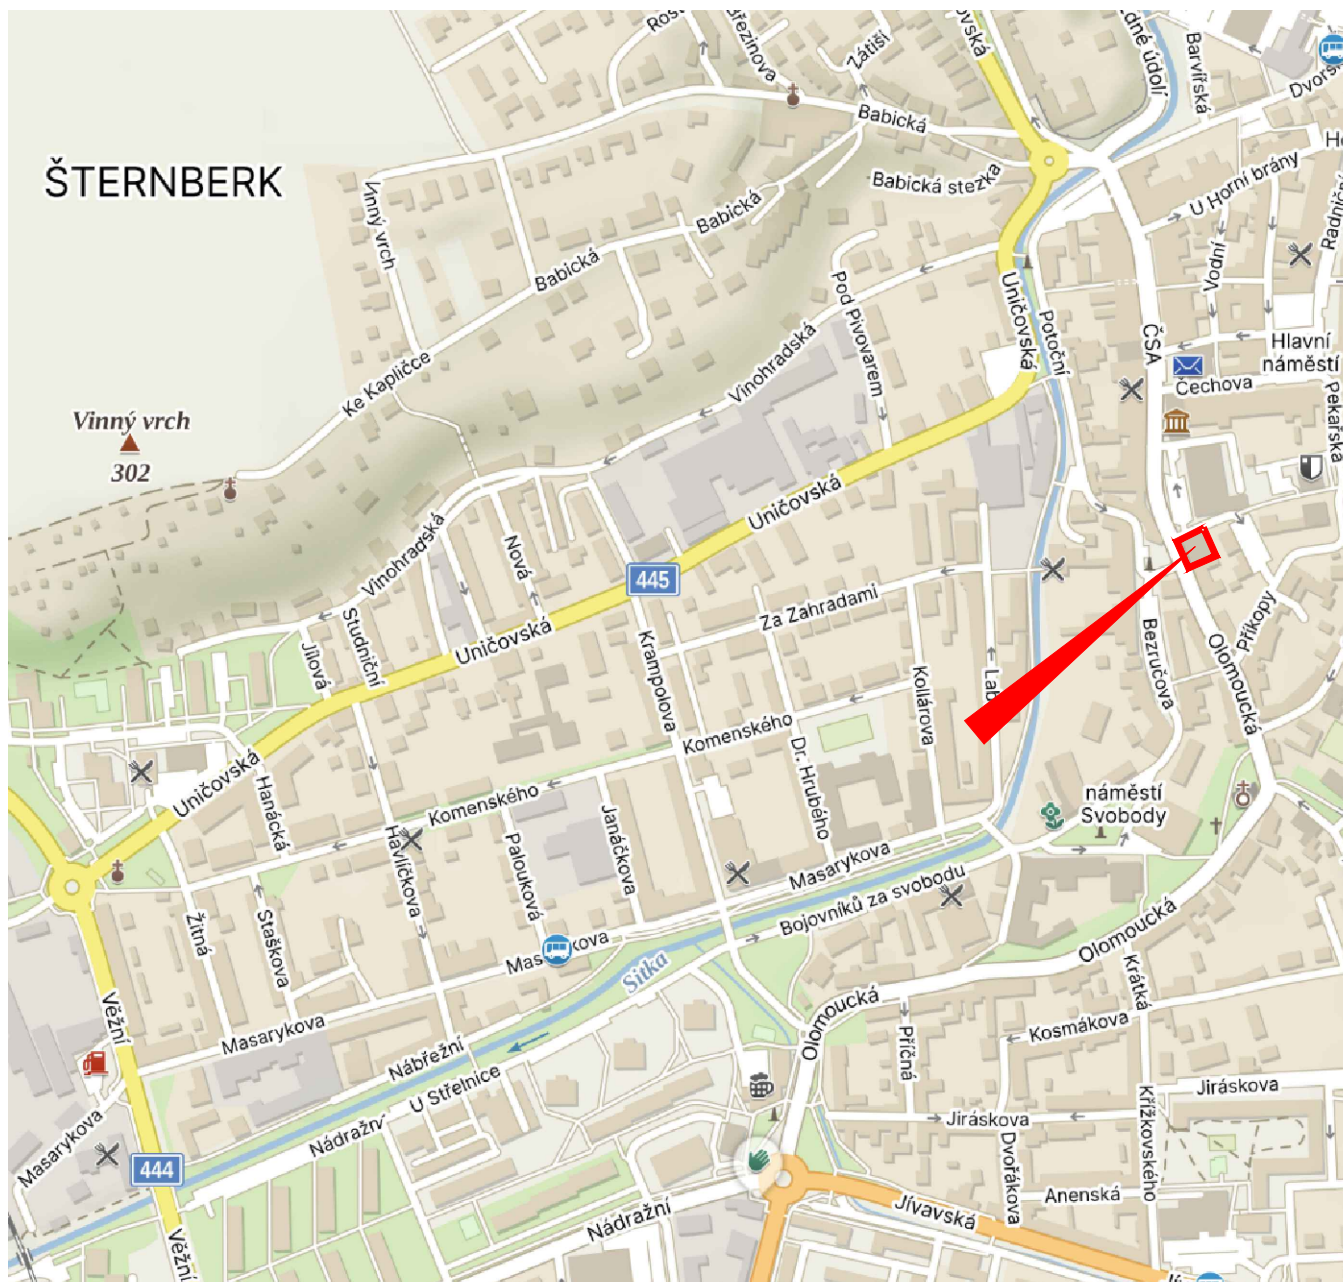 Březinova
Zátiší
Barvířská
Babická
ŠTERNBERK
Babická stezka
U Horní brány
Vinný vrch
Babická
Babická
Radniční
Vodní
Pod Pivovarem
Uničovská
Potoční
ČSA
Hlavní
náměstí
Vinohradská
Čechova
Ke Kapličce
Pekařská
Vinný vrch
302
Uničovská
Vinohradská
Nová
445
Za Zahradami
Studniční
Uničovská
Krampolova
Jílová
Bezručova
Olomoucká
Příkopy
Kollárova
Lab
Komenského
Dr. Hrubého
Uničovská
Hanácká
Komenského
náměstí
Svobody
Havlíčkova
Paloukova
Janáčkova
Masarykova
Bojovníků za svobodu
Žitná
Staškova
Olomoucká
Mas
kova
Sitka
Krátká
Olomoucká
Věžní
Masarykova
Příčná
Kosmákova
Nábřežní
U Střelnice
Jiráskova
Masarykova
Nádražní
Jiráskova
Křížkovského
Dvořákova
444
Anenská
Nádražní
Jívavská
Věžní